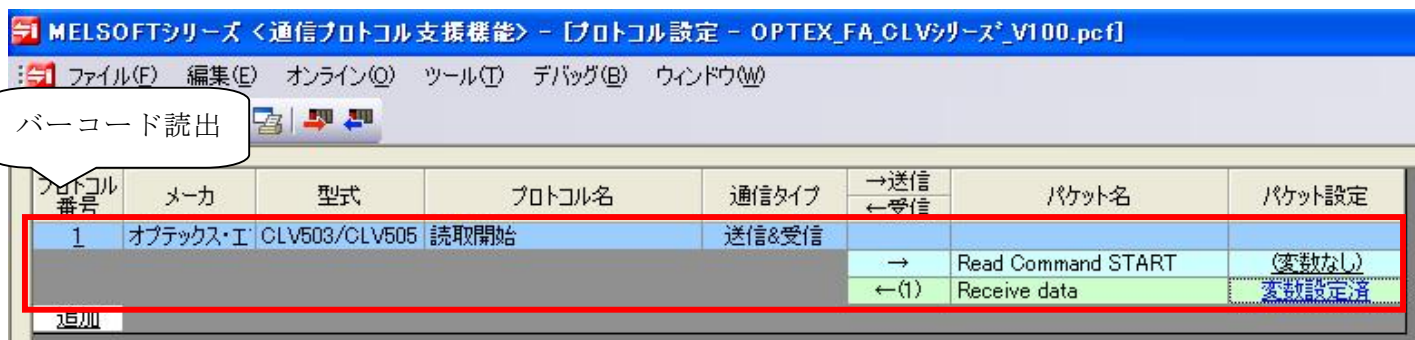 MELSOFTシリーズ <通信プロトコル支援機能> - [プロトコル設定 - OPTEX_FA_CLVシリーズ_V100.pcf]
ファイル(F) 編集(E) オンライン(O) ツール(T) デバッグ(B) ウィンドウ(W)
バーコード読出
プロトコル番号 メーカ 型式 プロトコル名 通信タイプ →送信 ←受信 パケット名 パケット設定
1 オプテックス・エ CLV503/CLV505 読取開始 送信&受信
→ Read Command START (変数なし)
←(1) Receive data 変数設定済
追加